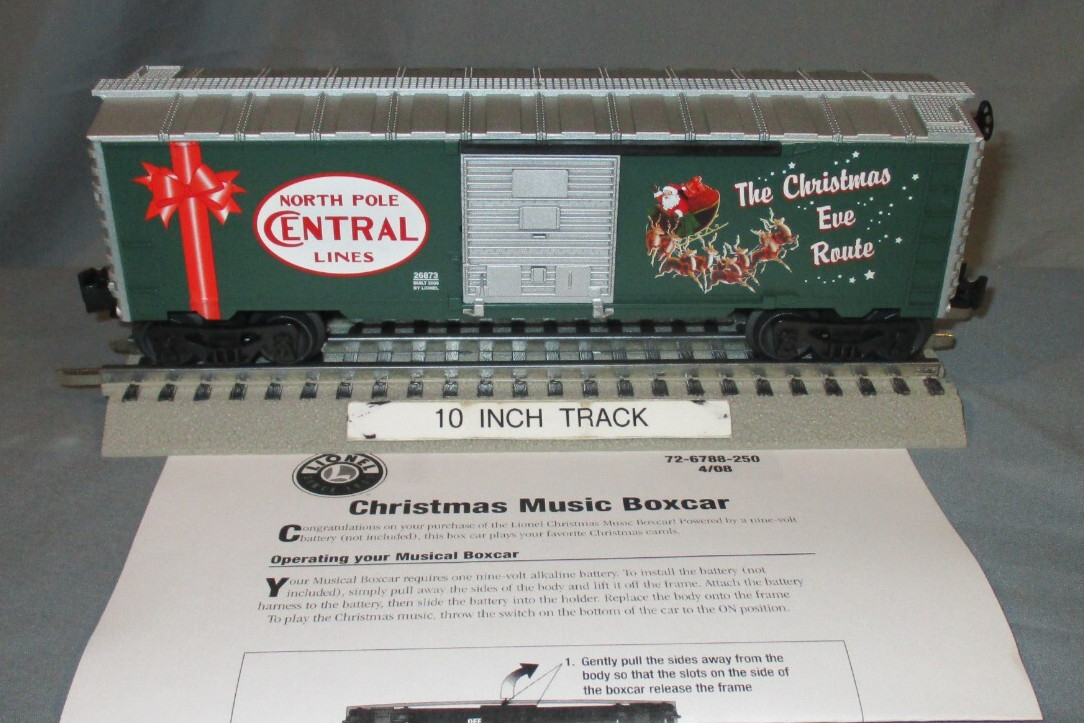 NORTH POLE
CENTRAL
LINES
26873
BUILT 2008
BY LIONEL
The Christmas
Eve
Route
10 INCH TRACK
LIONEL
72-6788-250
4/08
Christmas Music Boxcar
Congratulations on your purchase of the Lionel Christmas Music Boxcar! Powered by a nine-volt
battery (not included), this box car plays your favorite Christmas carols.
Operating your Musical Boxcar
Your Musical Boxcar requires one nine-volt alkaline battery. To install the battery (not
included), simply pull away the sides of the body and lift it off the frame. Attach the battery
harness to the battery, then slide the battery into the holder. Replace the body onto the frame
To play the Christmas music, throw the switch on the bottom of the car to the ON position.
1. Gently pull the sides away from the
body so that the slots on the side of
the boxcar release the frame
OFF